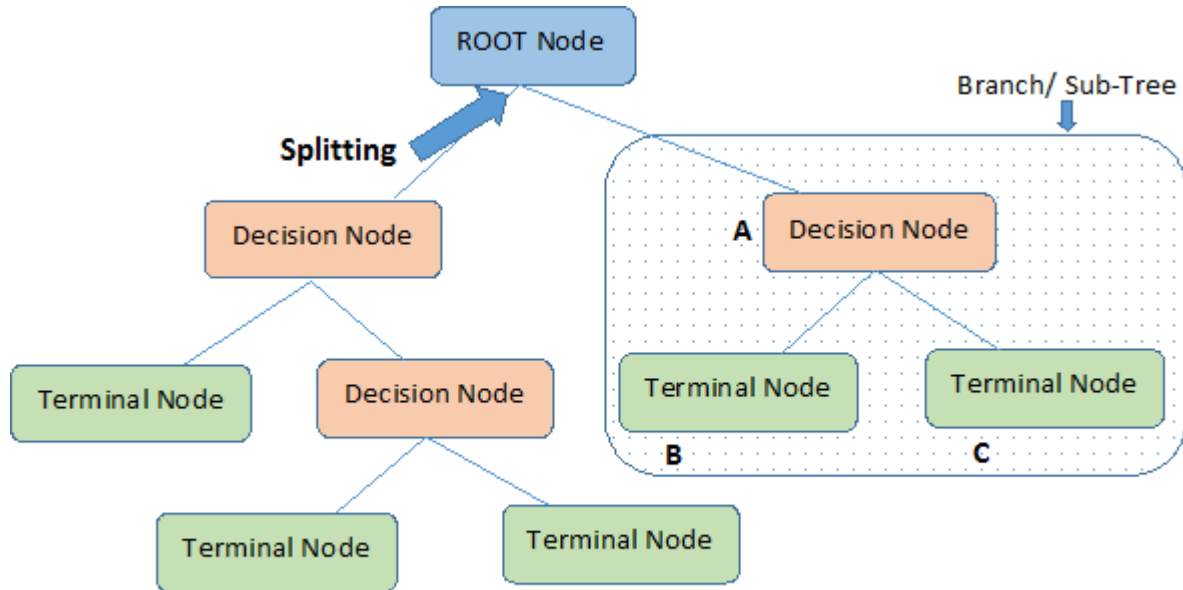 ROOT Node
Branch/ Sub-Tree
Splitting
Decision Node
A Decision Node
Terminal Node
Decision Node
Terminal Node
Terminal Node
B
C
Terminal Node
Terminal Node